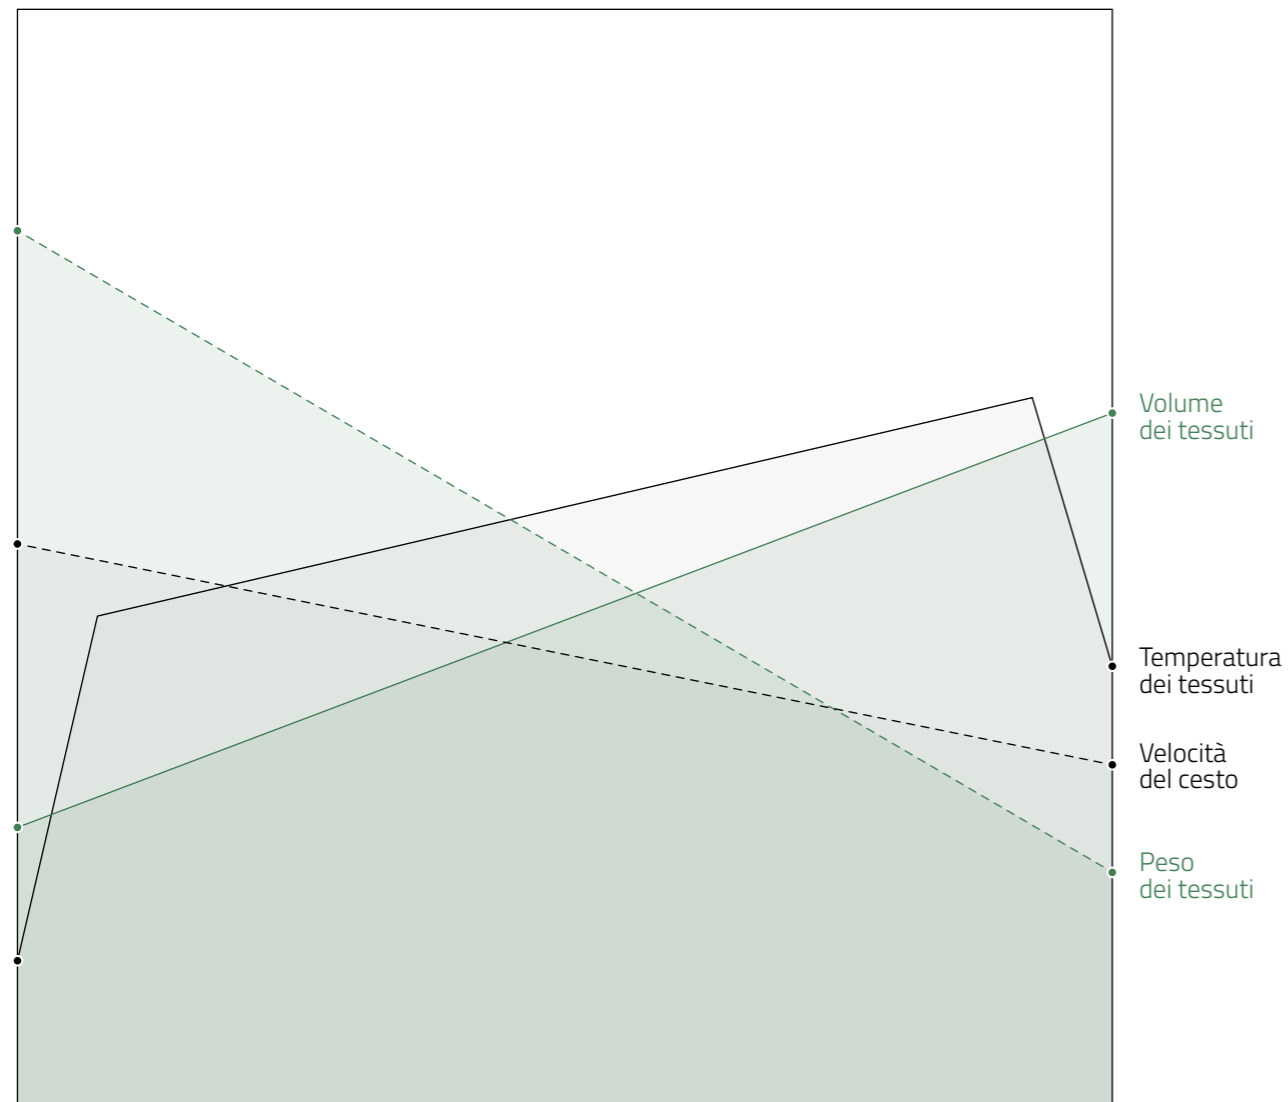 Volume
dei tessuti
Temperatura
dei tessuti
Velocità
del cesto
Peso
dei tessuti